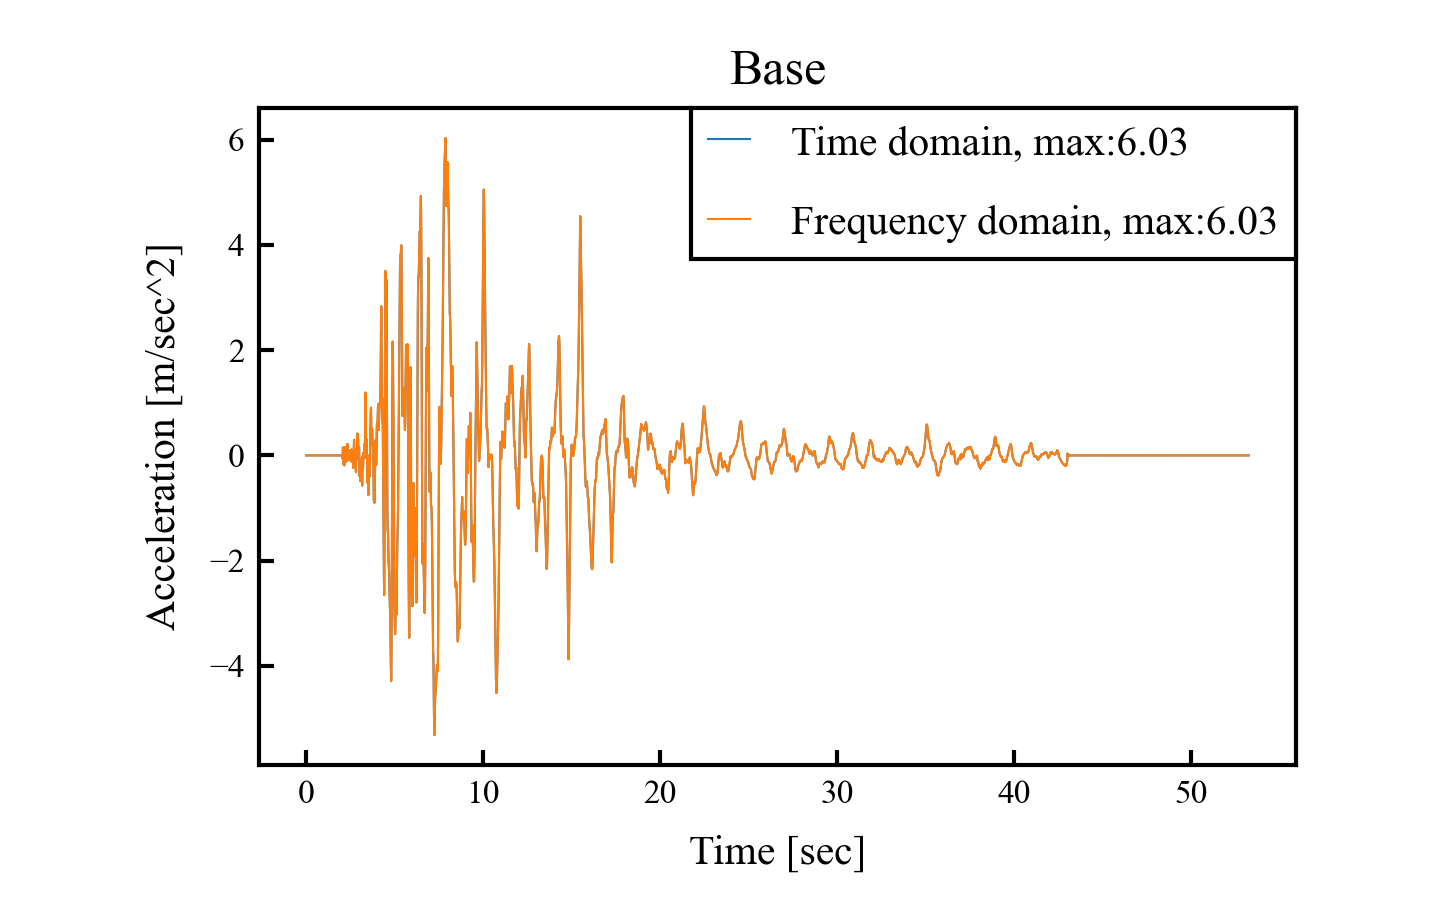 Base
Time domain, max:6.03
Frequency domain, max:6.03
6
4
2
0
−2
−4
Acceleration [m/sec^2]
0 10 20 30 40 50
Time [sec]